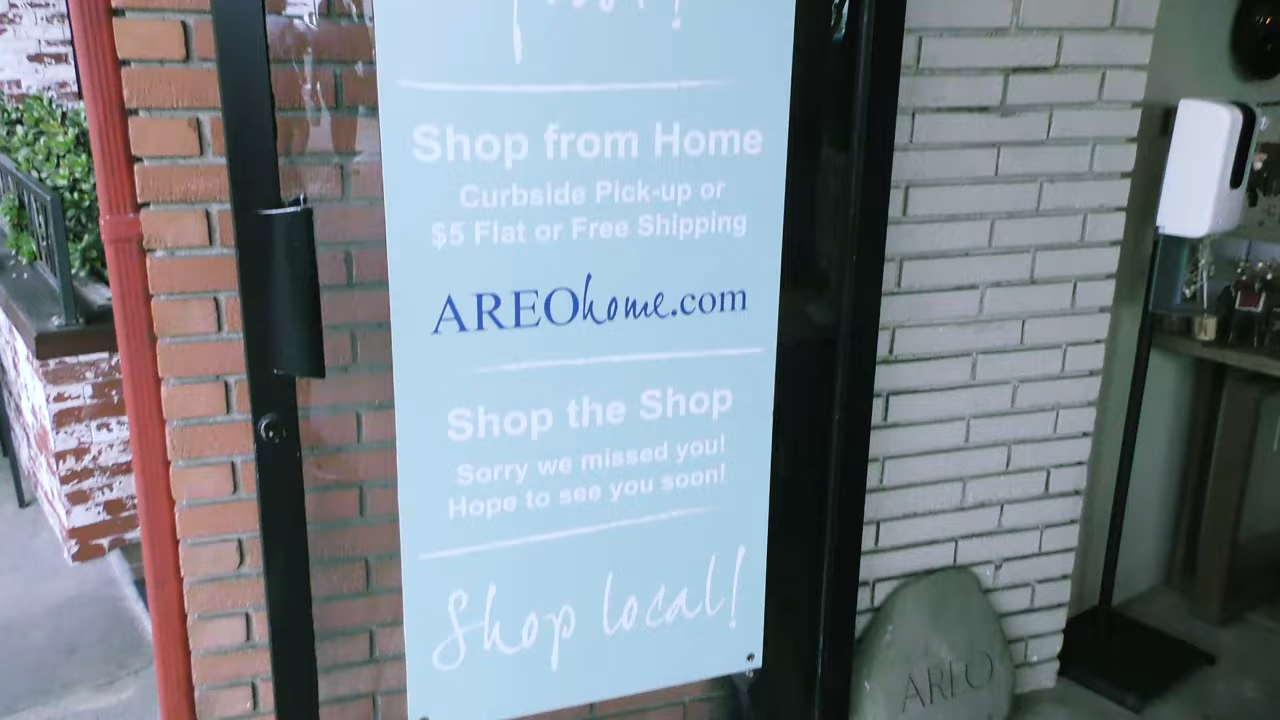 Shop from Home
Curbside Pick-up or
$5 Flat or Free Shipping
AREOhome.com
Shop the Shop
Sorry we missed you!
Hope to see you soon!
Shop local!
AREO